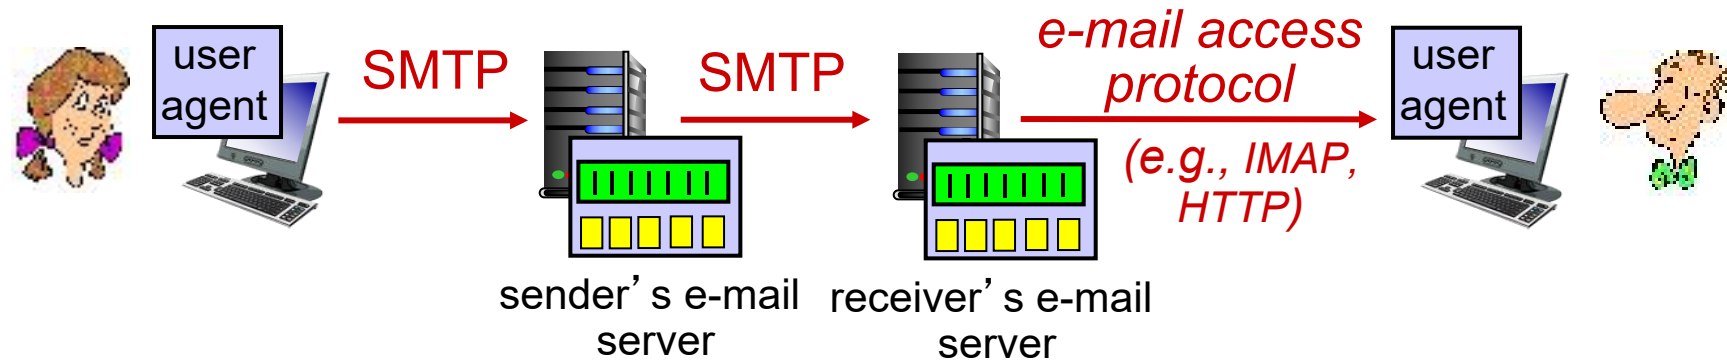 user
agent
SMTP
SMTP
e-mail access
protocol
(e.g., IMAP,
HTTP)
user
agent
sender’s e-mail
server
receiver’s e-mail
server